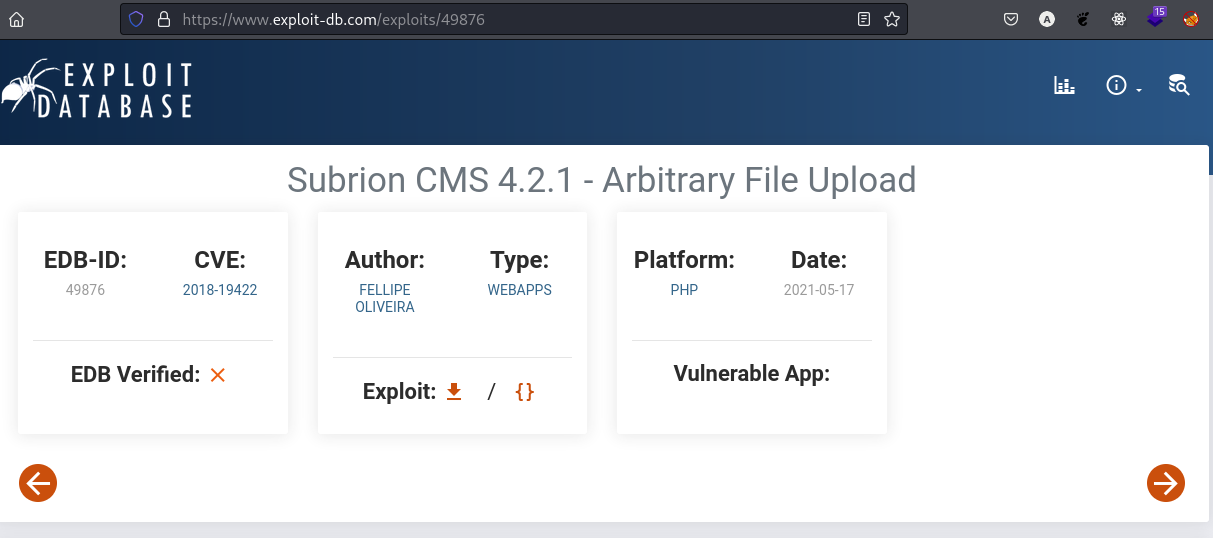 https://www.exploit-db.com/exploits/49876
A
15
EXPLOIT
DATABASE
Subrion CMS 4.2.1 - Arbitrary File Upload
EDB-ID:
49876
CVE:
2018-19422
EDB Verified:
Author:
FELLIPE
OLIVEIRA
Type:
WEBAPPS
Exploit: / {}
Platform:
PHP
Date:
2021-05-17
Vulnerable App: